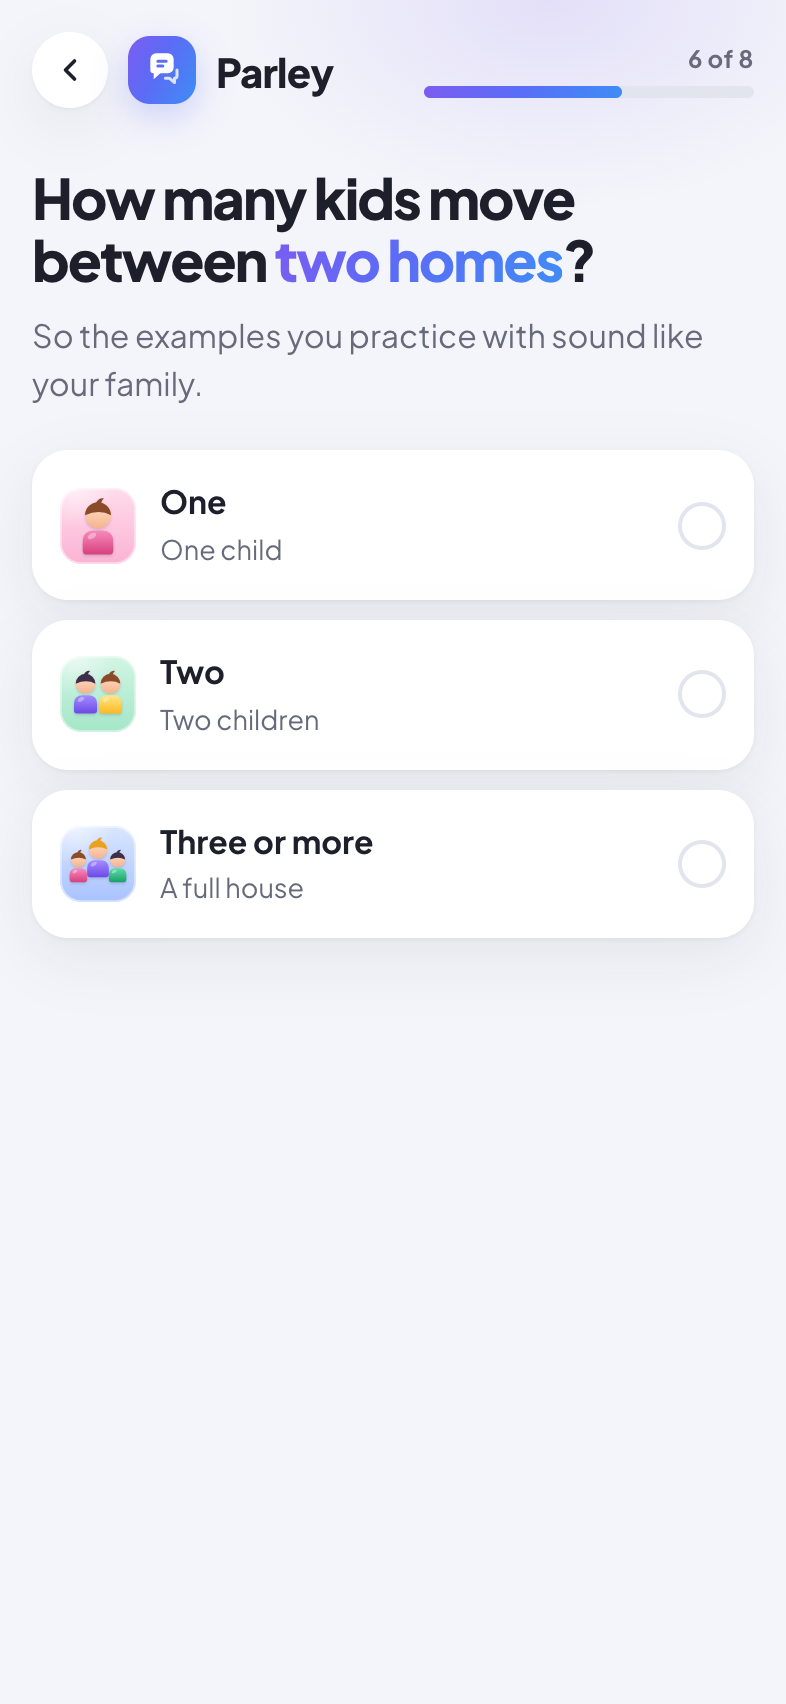 Parley
6 of 8
How many kids move
between two homes?
So the examples you practice with sound like
your family.
One
One child
Two
Two children
Three or more
A full house